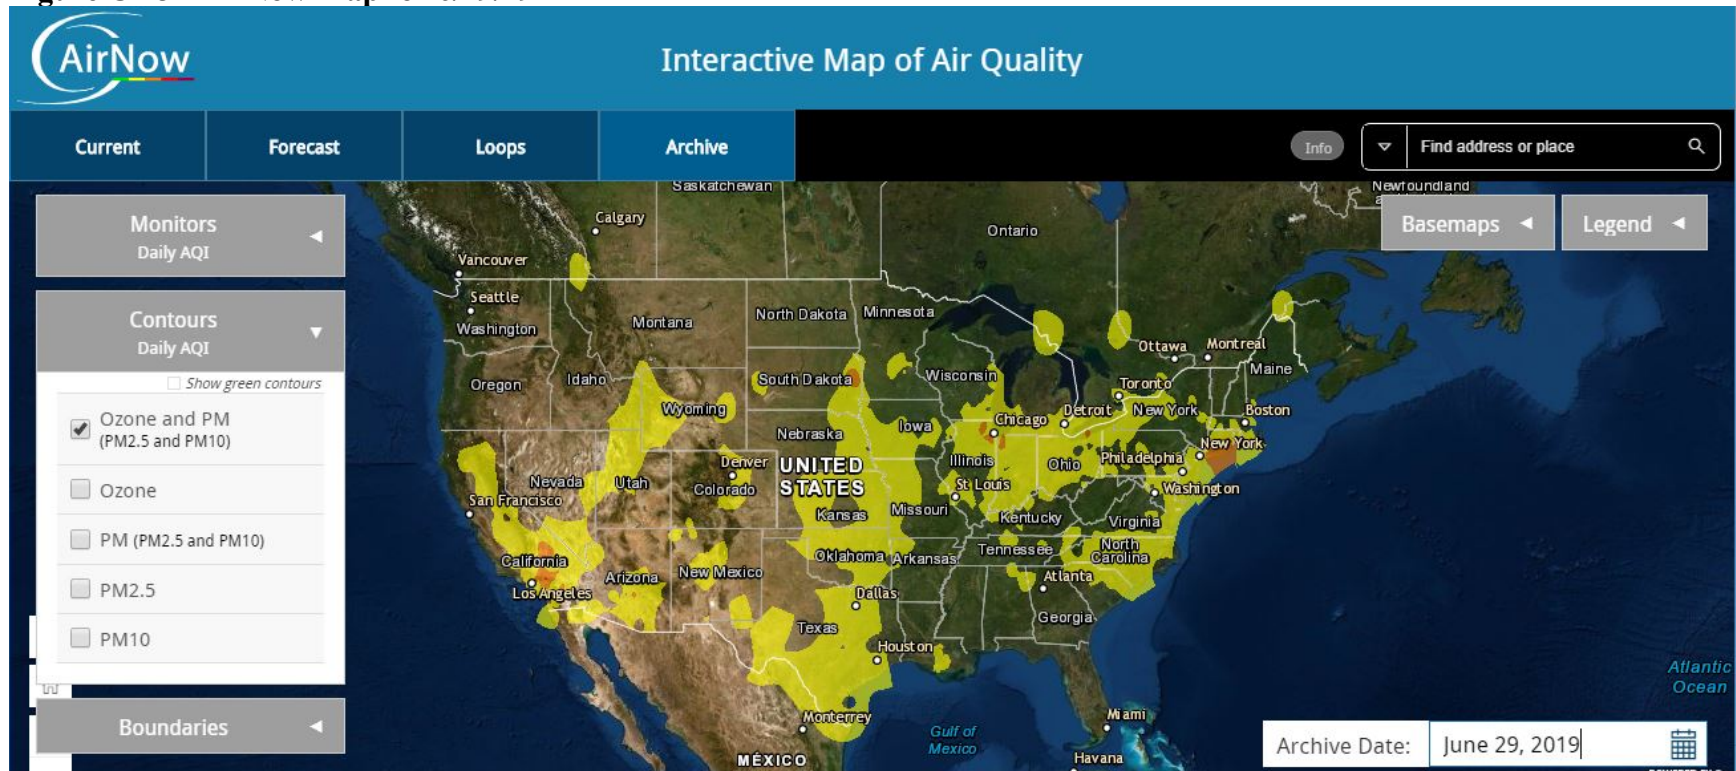 AirNow
Interactive Map of Air Quality
Current
Forecast
Loops
Archive
Info
Find address or place
Monitors
Daily AQI
Contours
Daily AQI
Show green contours
Ozone and PM
(PM2.5 and PM10)
Ozone
PM (PM2.5 and PM10)
PM2.5
PM10
Boundaries
Basemaps
Legend
Saskatchewan
Newfoundland
Calgary
Ontario
Vancouver
Seattle
Washington
Montana
North Dakota
Minnesota
Ottawa
Montreal
Maine
Oregon
Idaho
South Dakota
Wisconsin
Toronto
Wyoming
Chicago
Detroit
New York
Boston
Nebraska
Iowa
New York
Nevada
Utah
Denver
Colorado
UNITED
STATES
Illinois
Ohio
Philadelphia
San Francisco
St Louis
Washington
Kansas
Missouri
Kentucky
Virginia
California
Arizona
New Mexico
Oklahoma
Arkansas
Tennessee
North
Carolina
Los Angeles
Dallas
Atlanta
Texas
Georgia
Houston
Atlantic
Ocean
Monterrey
Gulf of
Mexico
Miami
MÉXICO
Havana
Archive Date:
June 29, 2019